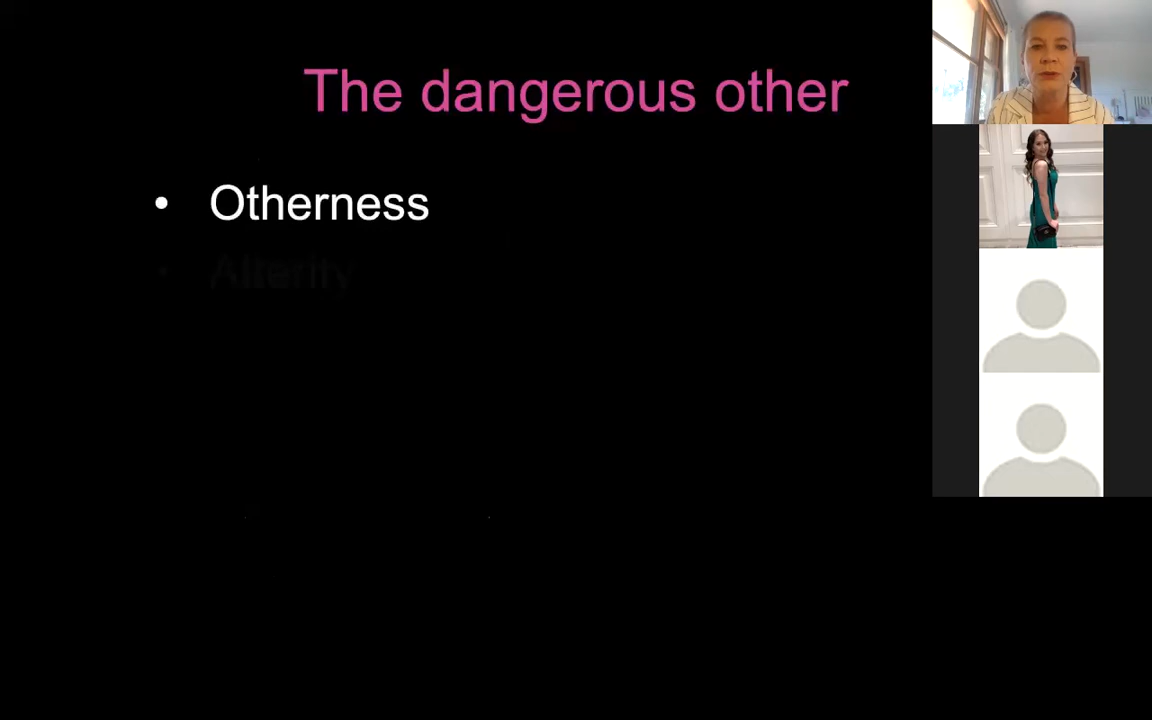 The dangerous other
• Otherness
• Alterity